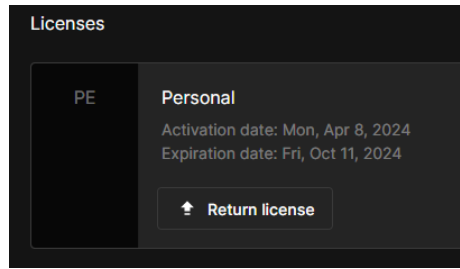 Licenses
PE
Personal
Activation date: Mon, Apr 8, 2024
Expiration date: Fri, Oct 11, 2024
Return license